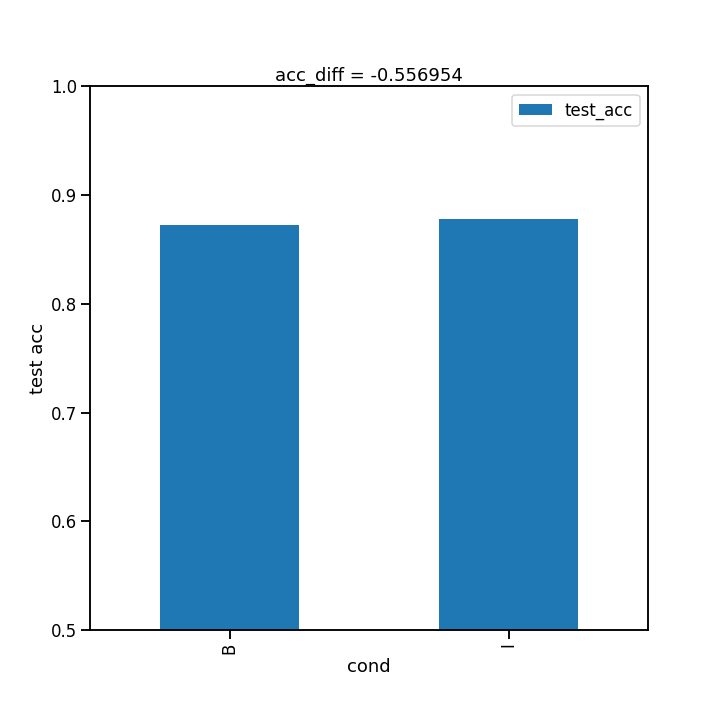 acc_diff = -0.556954
1.0
test_acc
0.9
0.8
0.7
0.6
0.5
test acc
B
I
cond